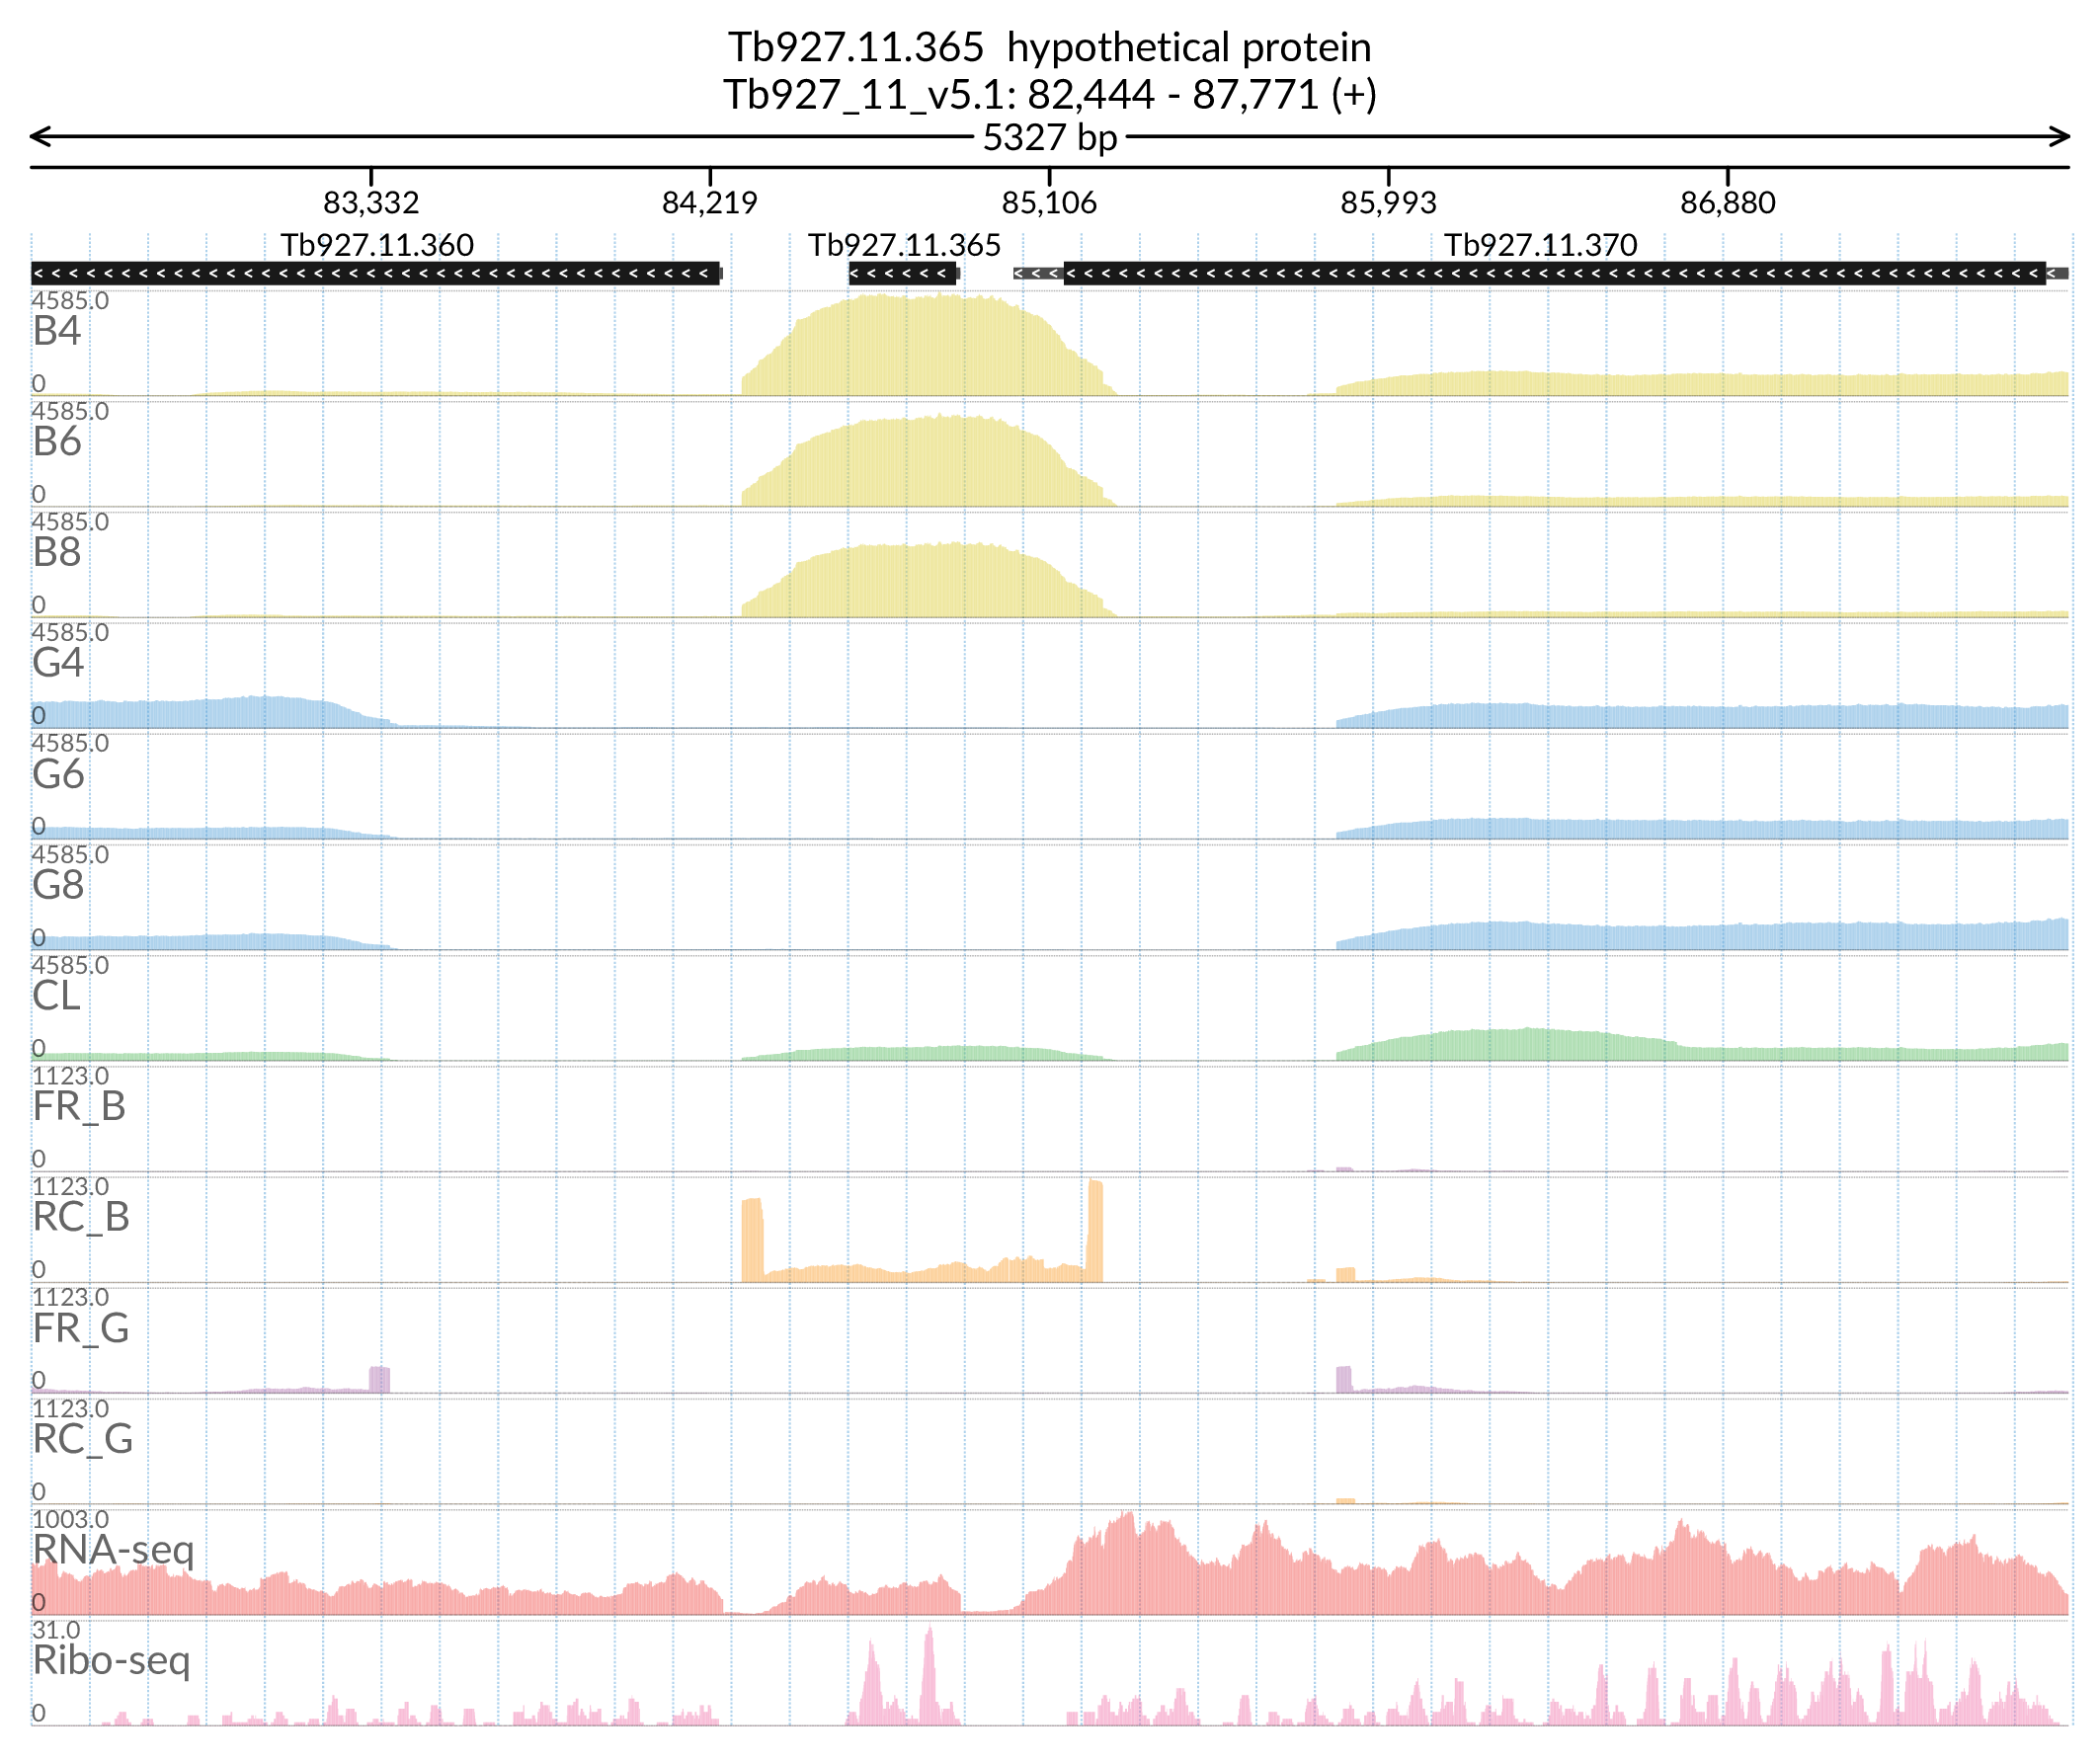 Tb927.11.365  hypothetical protein
Tb927_11_v5.1: 82,444 - 87,771 (+)
5327 bp
83,332 84,219 85,106 85,993 86,880
Tb927.11.360 Tb927.11.365 Tb927.11.370
4585.0
B4
0
4585.0
B6
0
4585.0
B8
0
4585.0
G4
0
4585.0
G6
0
4585.0
G8
0
4585.0
CL
0
1123.0
FR_B
0
1123.0
RC_B
0
1123.0
FR_G
0
1123.0
RC_G
0
1003.0
RNA-seq
0
31.0
Ribo-seq
0